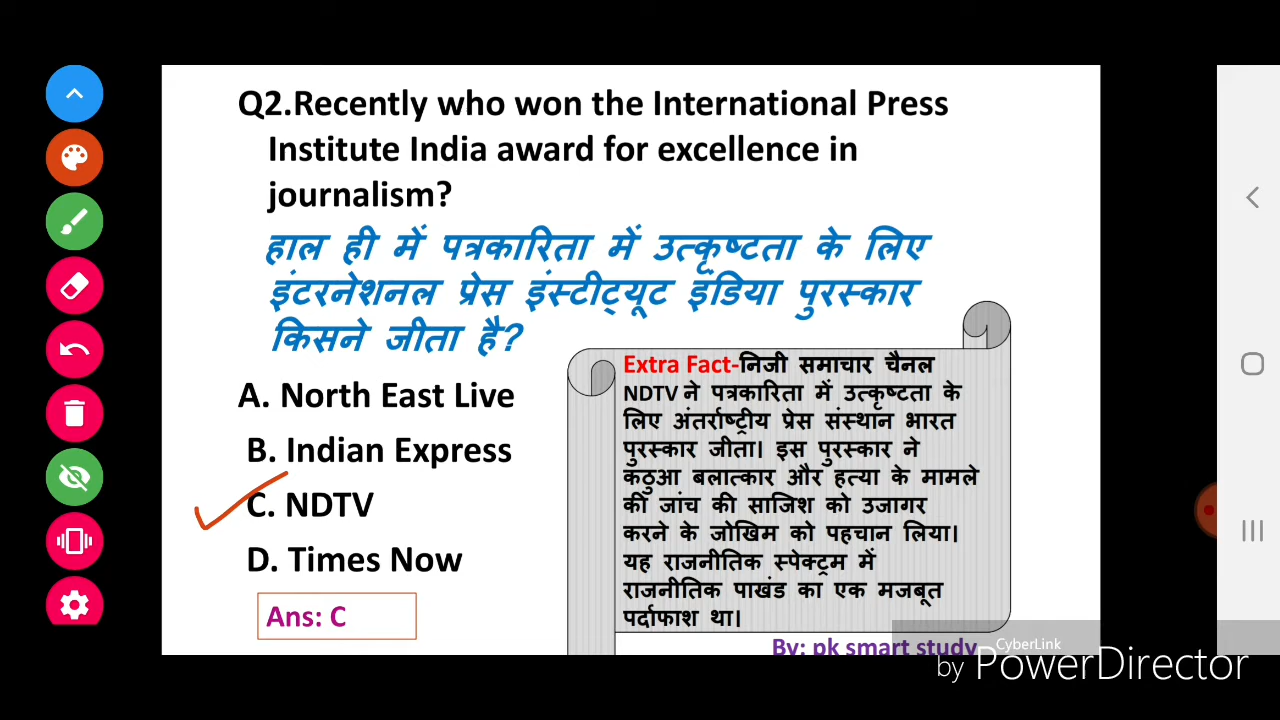 Q2.Recently who won the International Press
Institute India award for excellence in
journalism?
हाल ही में पत्रकारिता में उत्कृष्टता के लिए
इंटरनेशनल प्रेस इंस्टीट्यूट इंडिया पुरस्कार
किसने जीता है?
A. North East Live
B. Indian Express
C. NDTV
D. Times Now
Ans: C
Extra Fact-निजी समाचार चैनल
NDTV ने पत्रकारिता में उत्कृष्टता के
लिए अंतर्राष्ट्रीय प्रेस संस्थान भारत
पुरस्कार जीता। इस पुरस्कार ने
कठुआ बलात्कार और हत्या के मामले
की जांच की साजिश को उजागर
करने के जोखिम को पहचान लिया।
यह राजनीतिक स्पेक्ट्रम में
राजनीतिक पाखंड का एक मजबूत
पर्दाफाश था।
By: pk smart study
CyberLink
by PowerDirector